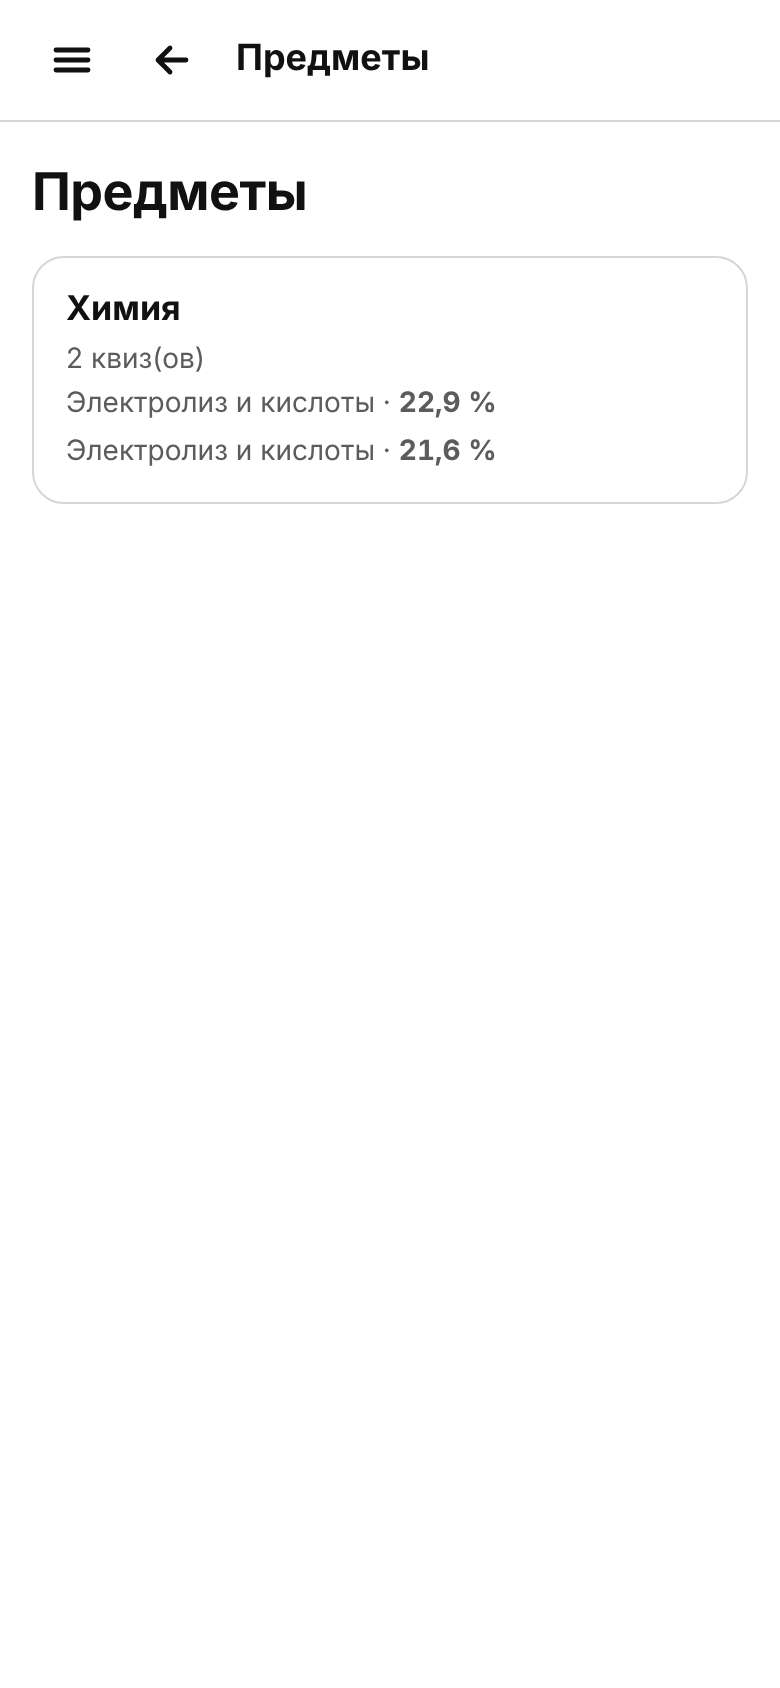 Предметы
Предметы
Химия
2 квиз(ов)
Электролиз и кислоты · 22,9 %
Электролиз и кислоты · 21,6 %